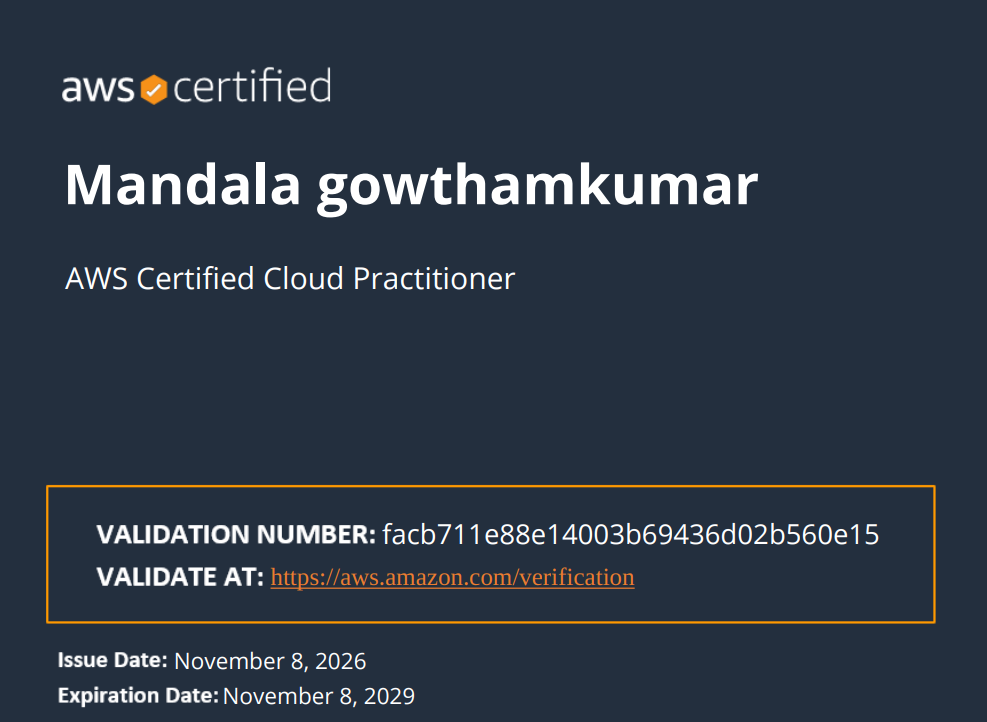 aws certified
Mandala gowthamkumar
AWS Certified Cloud Practitioner
VALIDATION NUMBER: facb711e88e14003b69436d02b560e15
VALIDATE AT: https://aws.amazon.com/verification
Issue Date: November 8, 2026
Expiration Date: November 8, 2029